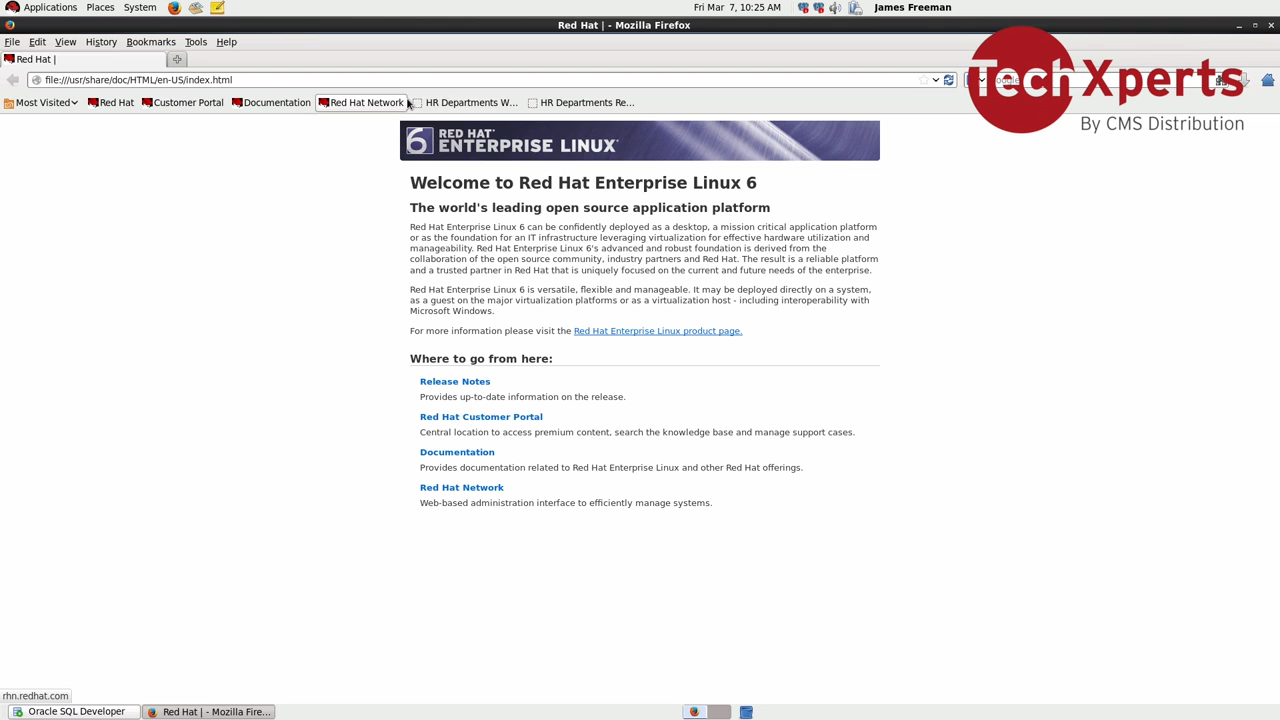 Applications Places System Fri Mar 7, 10:25 AM James Freeman
Red Hat | - Mozilla Firefox
File Edit View History Bookmarks Tools Help
Red Hat |
file:///usr/share/doc/HTML/en-US/index.html
Most Visited Red Hat Customer Portal Documentation Red Hat Network HR Departments W... HR Departments Re...
Tech Xperts
By CMS Distribution
6 RED HAT
ENTERPRISE LINUX
Welcome to Red Hat Enterprise Linux 6
The world's leading open source application platform
Red Hat Enterprise Linux 6 can be confidently deployed as a desktop, a mission critical application platform
or as the foundation for an IT infrastructure leveraging virtualization for effective hardware utilization and
manageability. Red Hat Enterprise Linux 6's advanced and robust foundation is derived from the
collaboration of the open source community, industry partners and Red Hat. The result is a reliable platform
and a trusted partner in Red Hat that is uniquely focused on the current and future needs of the enterprise.
Red Hat Enterprise Linux 6 is versatile, flexible and manageable. It may be deployed directly on a system,
as a guest on the major virtualization platforms or as a virtualization host - including interoperability with
Microsoft Windows.
For more information please visit the Red Hat Enterprise Linux product page.
Where to go from here:
Release Notes
Provides up-to-date information on the release.
Red Hat Customer Portal
Central location to access premium content, search the knowledge base and manage support cases.
Documentation
Provides documentation related to Red Hat Enterprise Linux and other Red Hat offerings.
Red Hat Network
Web-based administration interface to efficiently manage systems.
rhn.redhat.com
Oracle SQL Developer Red Hat | - Mozilla Fire...